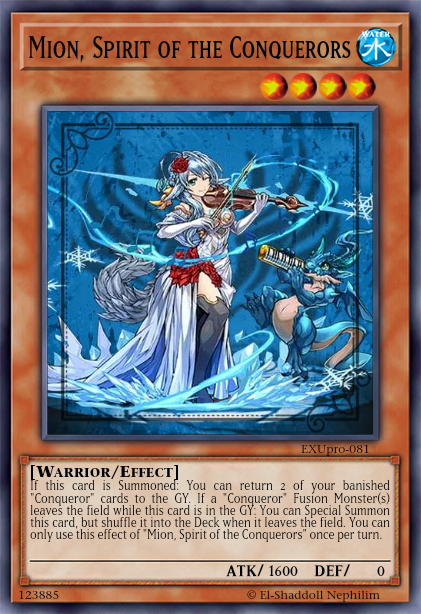 Mion, Spirit of the Conquerors
WATER
水
EXUpro-081
[Warrior/Effect]
If this card is Summoned: You can return 2 of your banished
"Conqueror" cards to the GY. If a "Conqueror" Fusion Monster(s)
leaves the field while this card is in the GY: You can Special Summon
this card, but shuffle it into the Deck when it leaves the field. You can
only use this effect of "Mion, Spirit of the Conquerors" once per turn.
ATK/ 1600 DEF/ 0
123885 © El-Shaddoll Nephilim